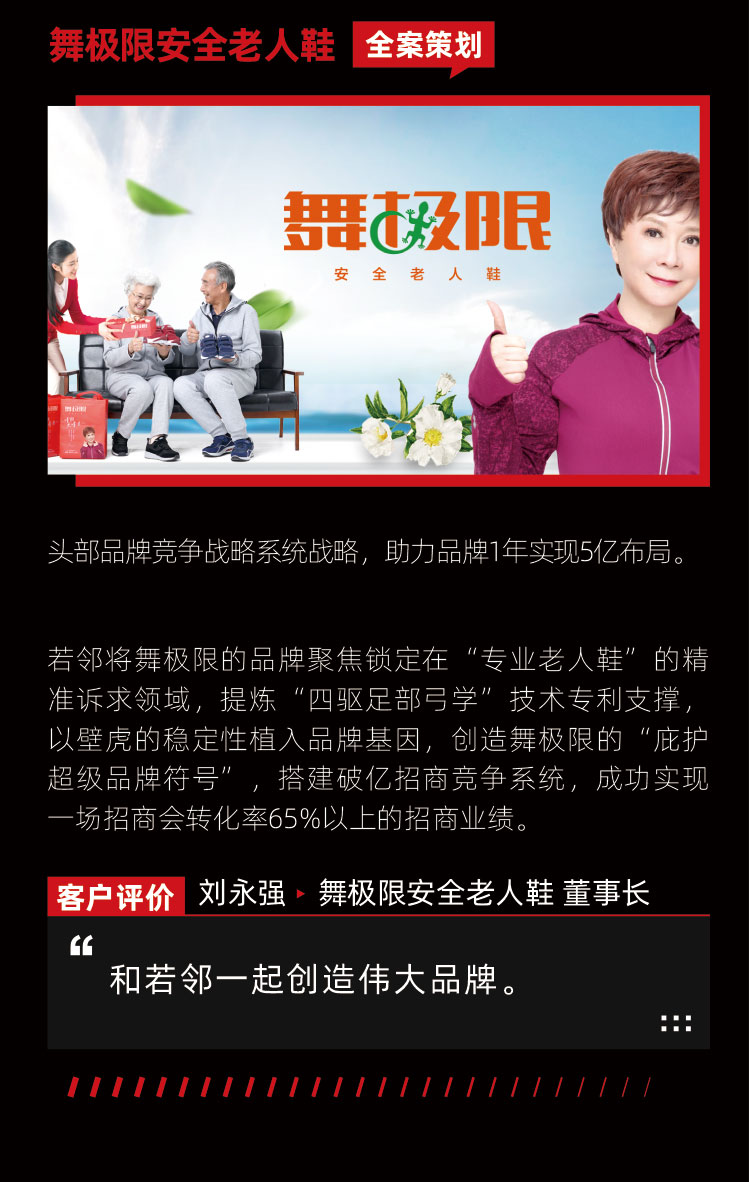 舞极限安全老人鞋 全案策划
舞极限
安全老人鞋
头部品牌竞争战略系统战略，助力品牌1年实现5亿布局。
若邻将舞极限的品牌聚焦锁定在“专业老人鞋”的精
准诉求领域，提炼“四驱足部弓学”技术专利支撑，
以壁虎的稳定性植入品牌基因，创造舞极限的“庇护
超级品牌符号”，搭建破亿招商竞争系统，成功实现
一场招商会转化率65%以上的招商业绩。
客户评价 刘永强 ▸ 舞极限安全老人鞋 董事长
“
和若邻一起创造伟大品牌。